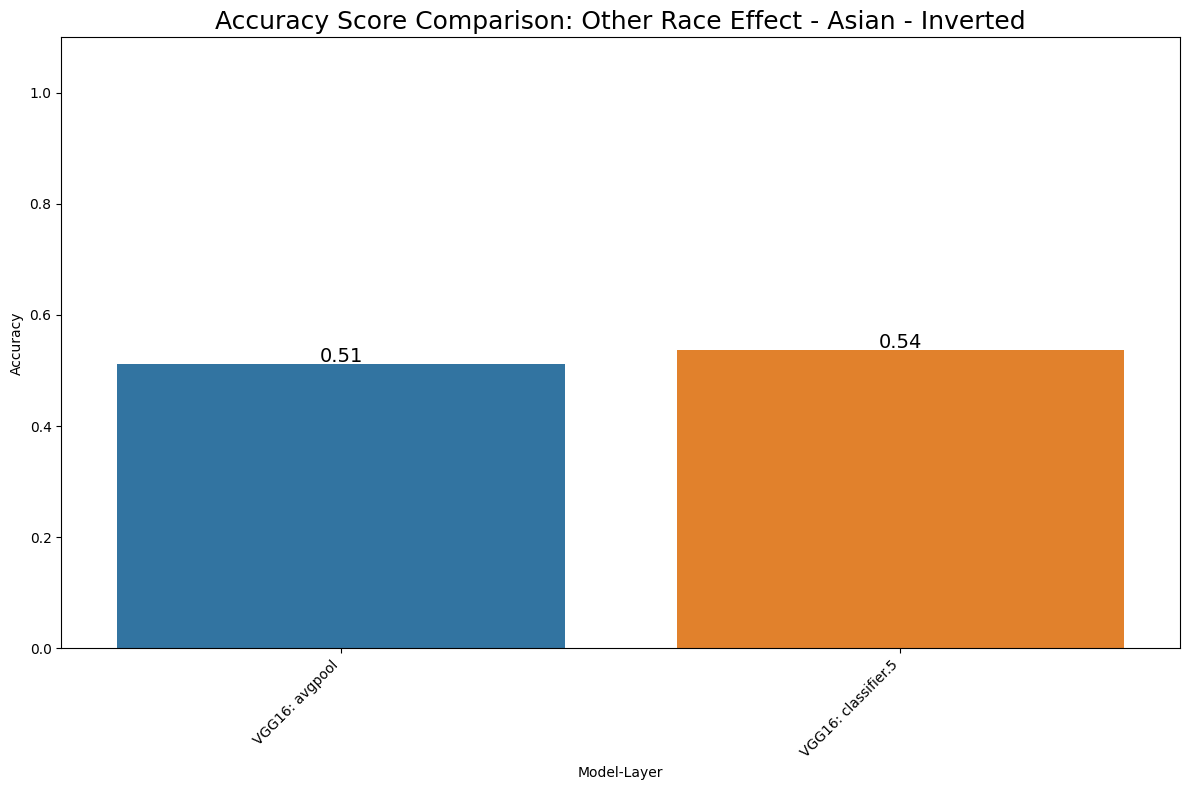 Accuracy Score Comparison: Other Race Effect - Asian - Inverted
1.0
0.8
0.6
0.4
0.2
0.0
Accuracy
0.51
0.54
VGG16: avgpool
VGG16: classifier.5
Model-Layer